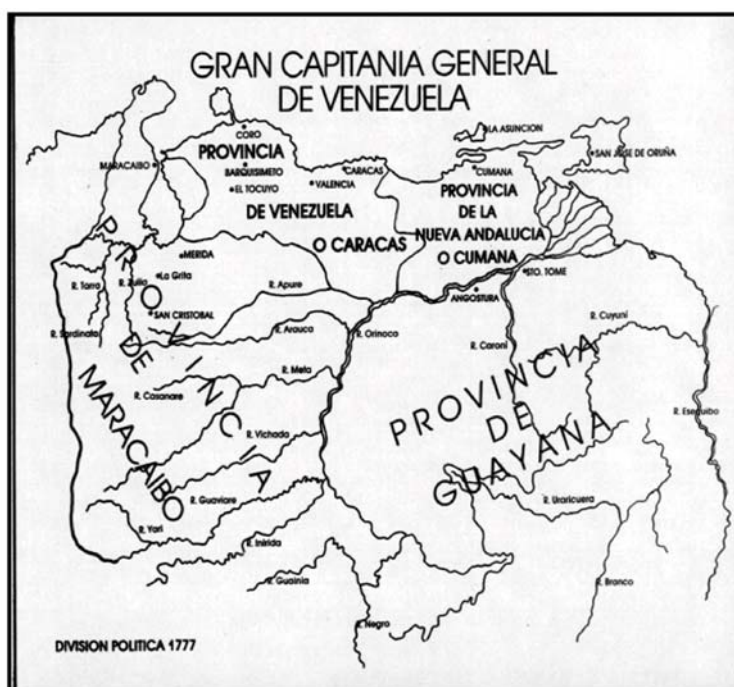 GRAN CAPITANIA GENERAL
DE VENEZUELA
CORO
LA ASUNCION
MARACAIBO
PROVINCIA
BARQUISIMETO
EL TOCUYO
VALENCIA
CARACAS
CUMANA
SAN JOSE DE ORUÑA
DE VENEZUELA
O CARACAS
PROVINCIA
DE LA
NUEVA ANDALUCIA
O CUMANA
MERIDA
La Grita
R. Tarra
R. Zulia
R. Apure
STO. TOME
ANGOSTURA
SAN CRISTOBAL
R. Sardinata
R. Arauca
R. Orinoco
R. Caroni
R. Cuyuni
R. Meta
R. Casanare
PROVINCIA
DE
MARACAIBO
R. Vichada
PROVINCIA
DE
GUAYANA
R. Esequibo
R. Guaviare
R. Uraricuera
R. Yari
R. Inirida
R. Guainia
R. Branco
R. Negro
DIVISION POLITICA 1777